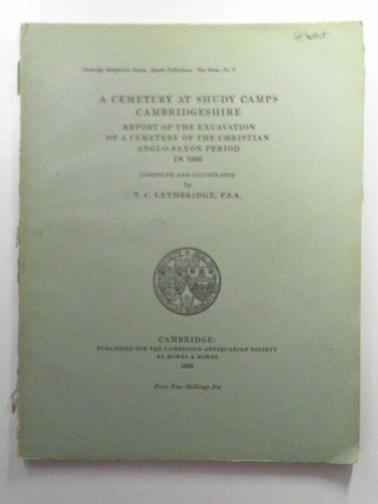 Cambridge Antiquarian Society. Quarto Publications. New Series, No. V
A CEMETERY AT SHUDY CAMPS
CAMBRIDGESHIRE
REPORT OF THE EXCAVATION
OF A CEMETERY OF THE CHRISTIAN
ANGLO-SAXON PERIOD
IN 1933
COMPILED AND ILLUSTRATED
by
T. C. LETHBRIDGE, F.S.A.
CAMBRIDGE:
PUBLISHED FOR THE CAMBRIDGE ANTIQUARIAN SOCIETY
BY BOWES & BOWES
1936
Price Five Shillings Net